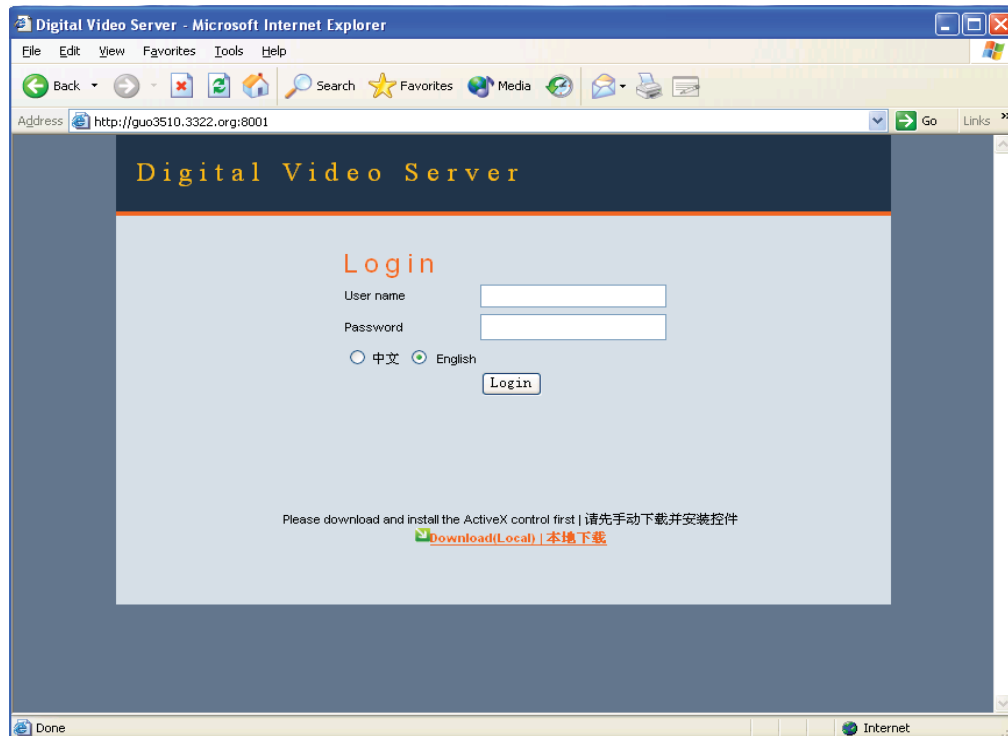 Digital Video Server - Microsoft Internet Explorer
File Edit View Favorites Tools Help
Back Search Favorites Media
Address http://guo3510.3322.org:8001 Go Links »
Digital Video Server
Login
User name
Password
中文 English
Login
Please download and install the ActiveX control first | 请先手动下载并安装控件
Download(Local) | 本地下载
Done Internet